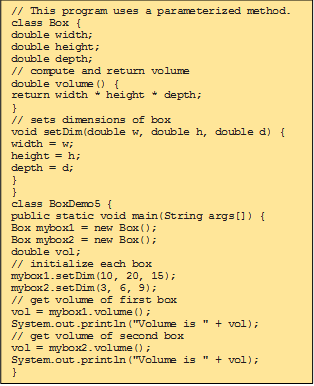 // This program uses a parameterized method.
class Box {
double width;
double height;
double depth;
// compute and return volume
double volume() {
return width * height * depth;
}
// sets dimensions of box
void setDim(double w, double h, double d) {
width = w;
height = h;
depth = d;
}
}
class BoxDemo5 {
public static void main(String args[]) {
Box mybox1 = new Box();
Box mybox2 = new Box();
double vol;
// initialize each box
mybox1.setDim(10, 20, 15);
mybox2.setDim(3, 6, 9);
// get volume of first box
vol = mybox1.volume();
System.out.println("Volume is " + vol);
// get volume of second box
vol = mybox2.volume();
System.out.println("Volume is " + vol);
}